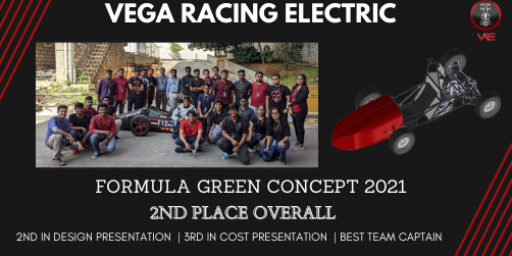 VEGA RACING ELECTRIC
VRE
FORMULA GREEN CONCEPT 2021
2ND PLACE OVERALL
2ND IN DESIGN PRESENTATION | 3RD IN COST PRESENTATION | BEST TEAM CAPTAIN